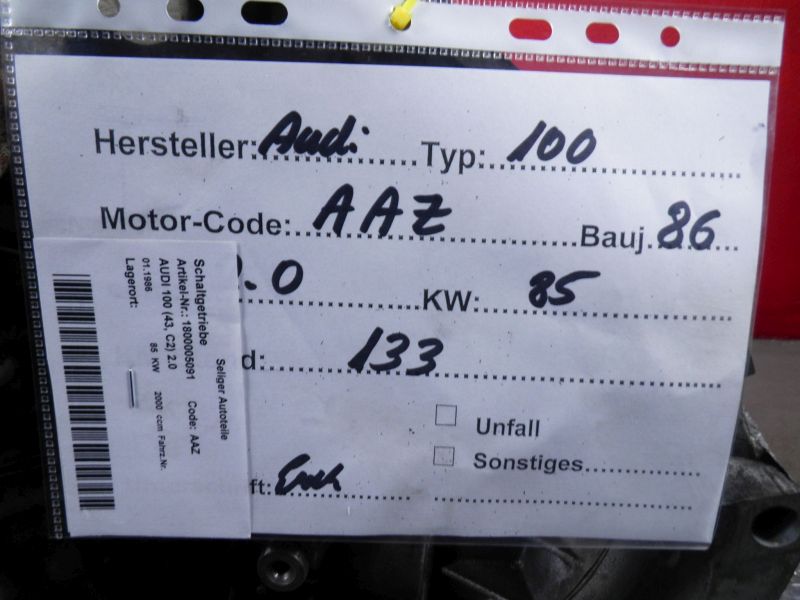 Hersteller: Audi Typ: 100
Motor-Code: AAZ Bauj. 86
.0 KW: 85
d: 133
Unfall
Sonstiges
ft:
Seliger Autoteile
Schaltgetriebe
Artikel-Nr.: 1800005091 Code: AAZ
AUDI 100 (43, C2) 2.0
01.1986 85 KW 2000 ccm Fahrz.Nr.
Lagerort: